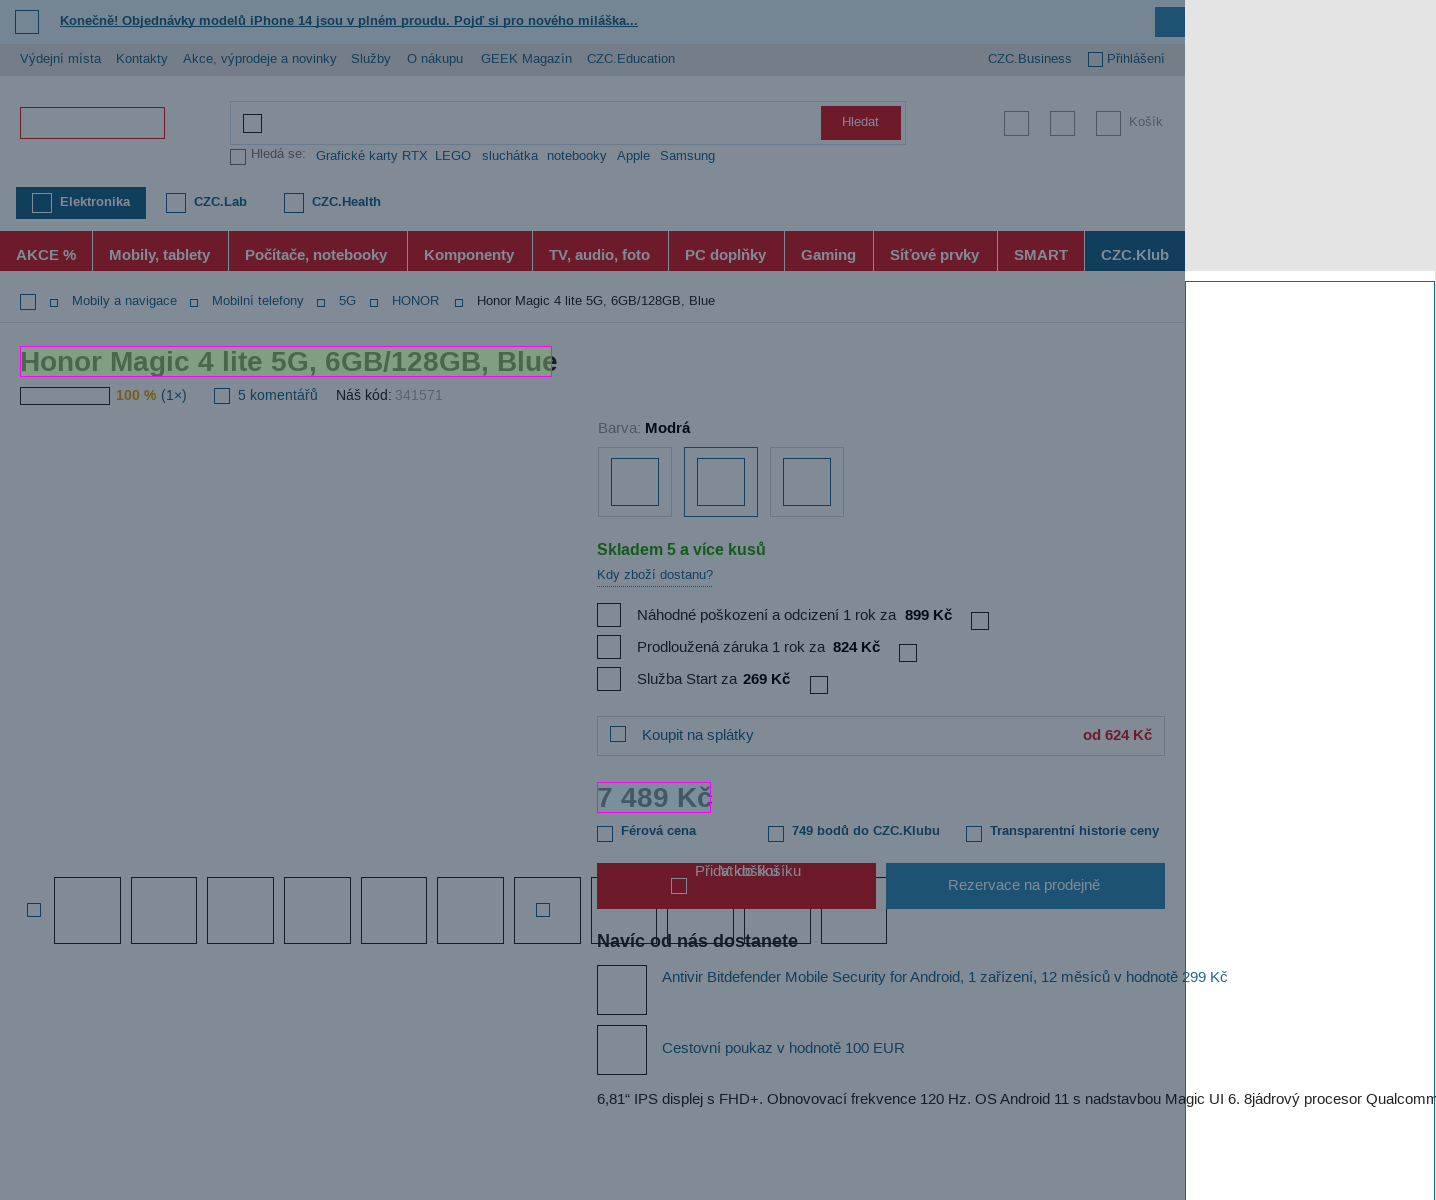 Konečně! Objednávky modelů iPhone 14 jsou v plném proudu. Pojď si pro nového miláška...
Výdejní místa Kontakty Akce, výprodeje a novinky Služby O nákupu GEEK Magazín CZC.Education CZC.Business Přihlášení
Hledat Košík
Hledá se: Grafické karty RTX LEGO sluchátka notebooky Apple Samsung
Elektronika CZC.Lab CZC.Health
AKCE % Mobily, tablety Počítače, notebooky Komponenty TV, audio, foto PC doplňky Gaming Síťové prvky SMART CZC.Klub
Mobily a navigace Mobilní telefony 5G HONOR Honor Magic 4 lite 5G, 6GB/128GB, Blue
Honor Magic 4 lite 5G, 6GB/128GB, Blue
100 % (1×) 5 komentářů Náš kód: 341571
Barva: Modrá
Skladem 5 a více kusů
Kdy zboží dostanu?
Náhodné poškození a odcizení 1 rok za 899 Kč
Prodloužená záruka 1 rok za 824 Kč
Služba Start za 269 Kč
Koupit na splátky od 624 Kč
7 489 Kč
Férová cena 749 bodů do CZC.Klubu Transparentní historie ceny
Přidat do košíku V košíku Rezervace na prodejně
Navíc od nás dostanete
Antivir Bitdefender Mobile Security for Android, 1 zařízení, 12 měsíců v hodnotě 299 Kč
Cestovní poukaz v hodnotě 100 EUR
6,81“ IPS displej s FHD+. Obnovovací frekvence 120 Hz. OS Android 11 s nadstavbou Magic UI 6. 8jádrový procesor Qualcomm